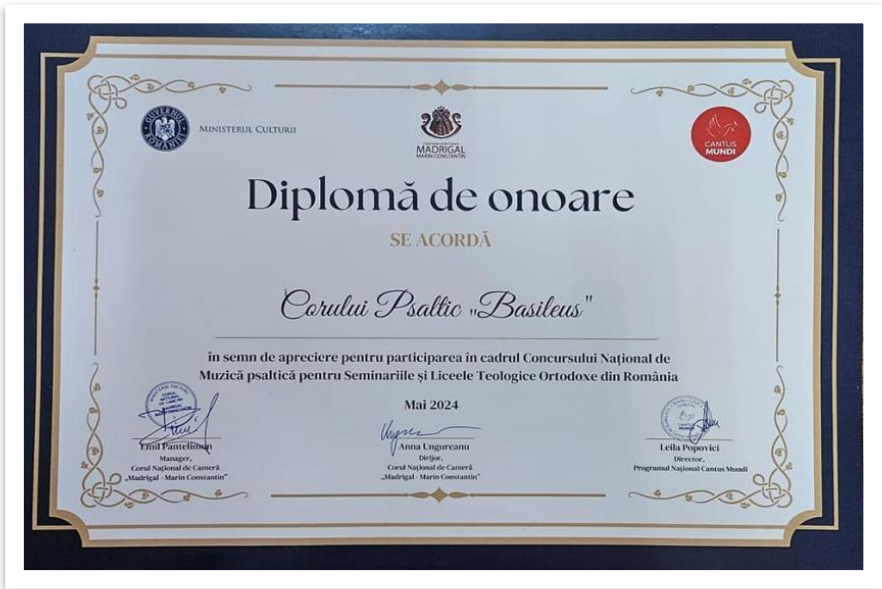 GUVERNUL ROMÂNIEI
MINISTERUL CULTURII
MADRIGAL
MARIN CONSTANTIN
CANTUS
MUNDI
Diplomă de onoare
SE ACORDĂ
Corului Psaltic „Basileus"
în semn de apreciere pentru participarea în cadrul Concursului Național de
Muzică psaltică pentru Seminariile și Liceele Teologice Ortodoxe din România
Mai 2024
Emil Pantelimon
Manager,
Corul Național de Cameră
„Madrigal - Marin Constantin”
Anna Ungureanu
Dirijor,
Corul Național de Cameră
„Madrigal - Marin Constantin”
Leila Popovici
Director,
Programul Național Cantus Mundi